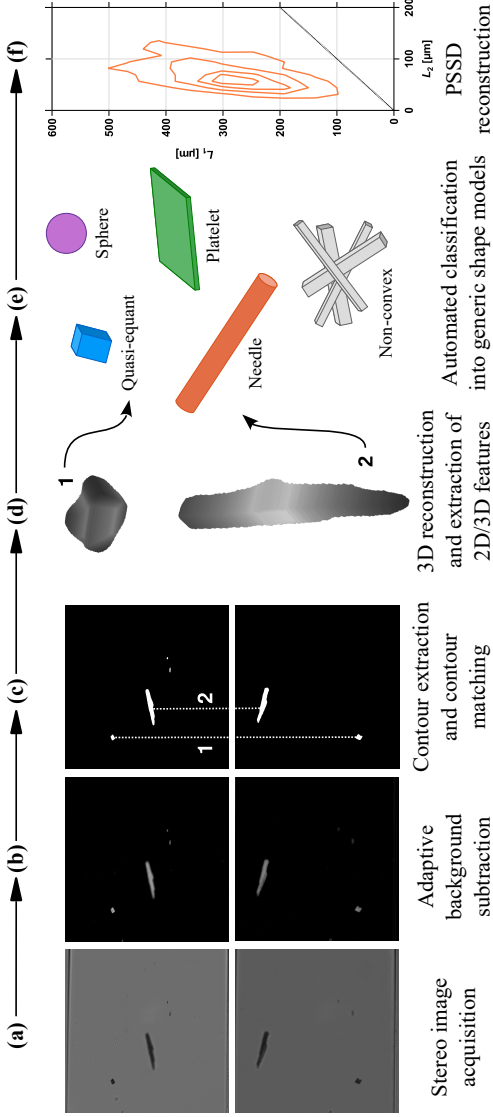 (a)
(b)
(c)
(d)
(e)
(f)
1
2
1
2
Quasi-equant
Sphere
Platelet
Needle
Non-convex
600
500
400
300
200
100
0
L₁ [μm]
0
100
200
L₂ [μm]
Stereo image
acquisition
Adaptive
background
subtraction
Contour extraction
and contour
matching
3D reconstruction
and extraction of
2D/3D features
Automated classification
into generic shape models
PSSD
reconstruction